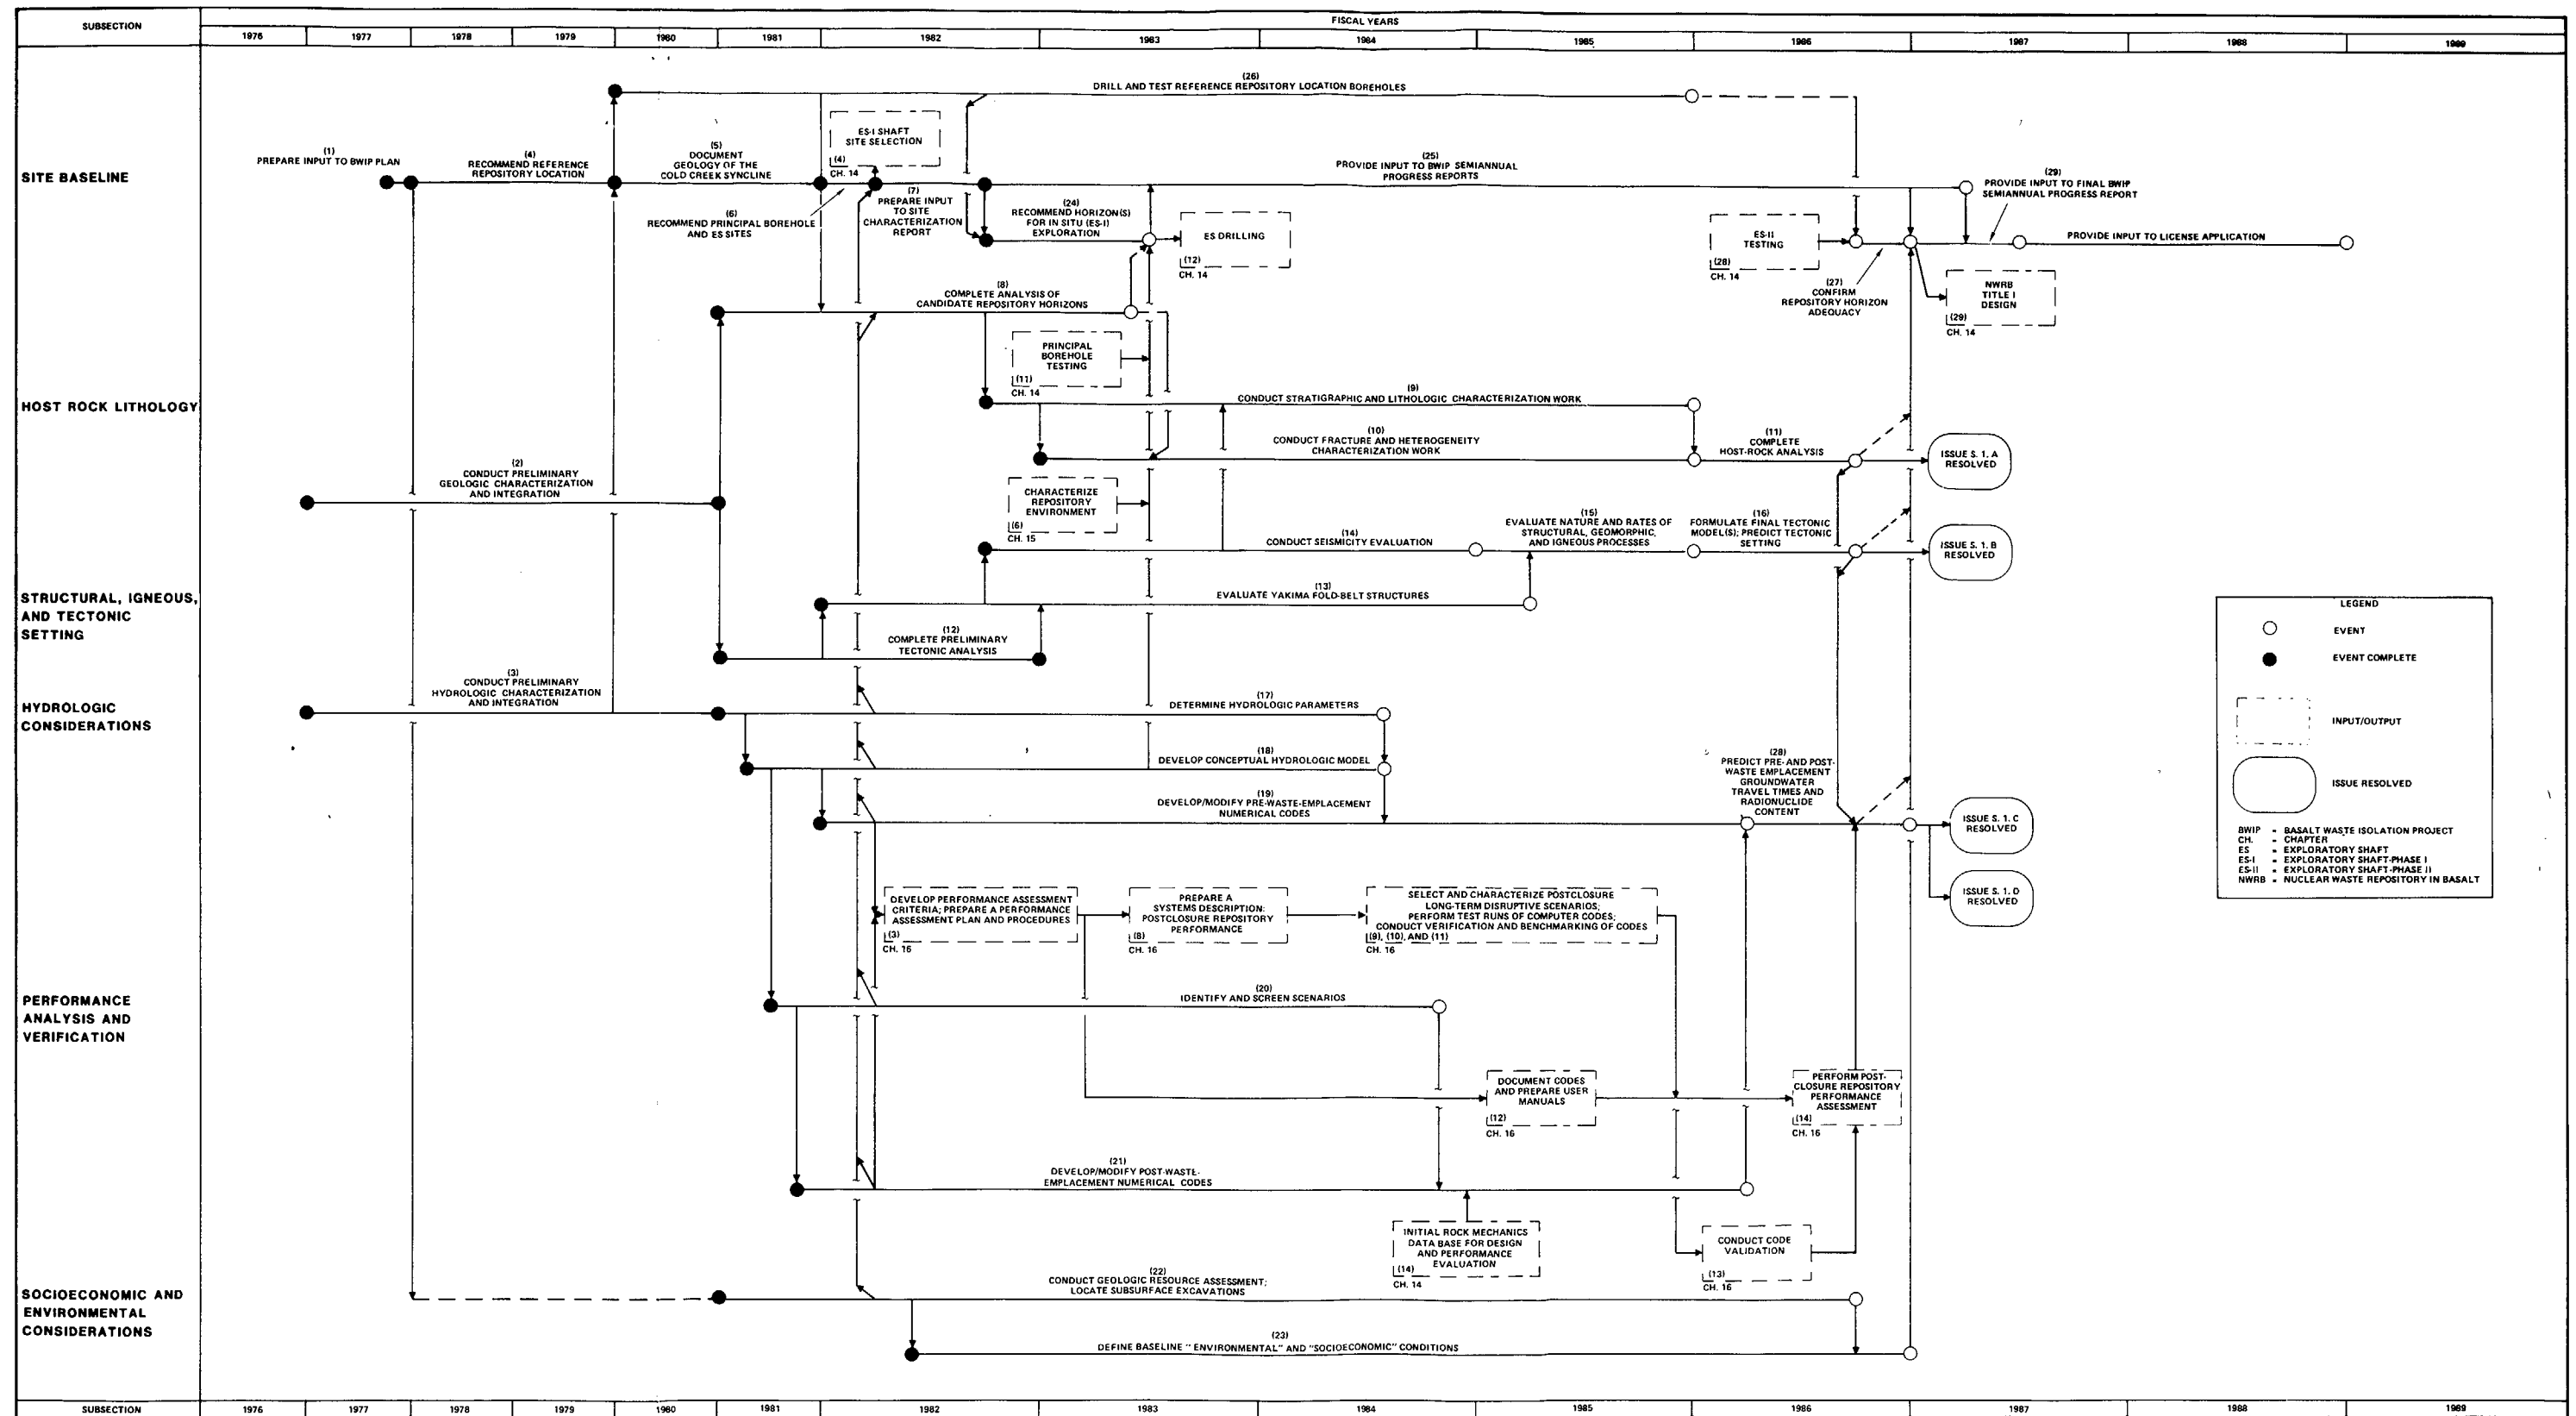 SUBSECTION
FISCAL YEARS
1976 1977 1978 1979 1980 1981 1982 1983 1984 1985 1986 1987 1988 1989
SITE BASELINE
(1)
PREPARE INPUT TO BWIP PLAN
(4)
RECOMMEND REFERENCE
REPOSITORY LOCATION
(5)
DOCUMENT
GEOLOGY OF THE
COLD CREEK SYNCLINE
(6)
RECOMMEND PRINCIPAL BOREHOLE
AND ES SITES
ES-I SHAFT
SITE SELECTION
(4)
CH. 14
(7)
PREPARE INPUT
TO SITE
CHARACTERIZATION
REPORT
(26)
DRILL AND TEST REFERENCE REPOSITORY LOCATION BOREHOLES
(24)
RECOMMEND HORIZON(S)
FOR IN SITU (ES-I)
EXPLORATION
ES DRILLING
(12)
CH. 14
(25)
PROVIDE INPUT TO BWIP SEMIANNUAL
PROGRESS REPORTS
ES-II
TESTING
(28)
CH. 14
(27)
CONFIRM
REPOSITORY HORIZON
ADEQUACY
(29)
PROVIDE INPUT TO FINAL BWIP
SEMIANNUAL PROGRESS REPORT
PROVIDE INPUT TO LICENSE APPLICATION
NWRB
TITLE I
DESIGN
(29)
CH. 14
(8)
COMPLETE ANALYSIS OF
CANDIDATE REPOSITORY HORIZONS
PRINCIPAL
BOREHOLE
TESTING
(11)
CH. 14
HOST ROCK LITHOLOGY
(9)
CONDUCT STRATIGRAPHIC AND LITHOLOGIC CHARACTERIZATION WORK
(10)
CONDUCT FRACTURE AND HETEROGENEITY
CHARACTERIZATION WORK
(11)
COMPLETE
HOST-ROCK ANALYSIS
ISSUE S. 1. A
RESOLVED
(2)
CONDUCT PRELIMINARY
GEOLOGIC CHARACTERIZATION
AND INTEGRATION
CHARACTERIZE
REPOSITORY
ENVIRONMENT
(6)
CH. 15
(14)
CONDUCT SEISMICITY EVALUATION
(15)
EVALUATE NATURE AND RATES OF
STRUCTURAL, GEOMORPHIC,
AND IGNEOUS PROCESSES
(16)
FORMULATE FINAL TECTONIC
MODEL(S); PREDICT TECTONIC
SETTING
ISSUE S. 1. B
RESOLVED
STRUCTURAL, IGNEOUS,
AND TECTONIC
SETTING
(13)
EVALUATE YAKIMA FOLD-BELT STRUCTURES
(12)
COMPLETE PRELIMINARY
TECTONIC ANALYSIS
HYDROLOGIC
CONSIDERATIONS
(3)
CONDUCT PRELIMINARY
HYDROLOGIC CHARACTERIZATION
AND INTEGRATION
(17)
DETERMINE HYDROLOGIC PARAMETERS
(18)
DEVELOP CONCEPTUAL HYDROLOGIC MODEL
(19)
DEVELOP/MODIFY PRE-WASTE-EMPLACEMENT
NUMERICAL CODES
(28)
PREDICT PRE- AND POST-
WASTE EMPLACEMENT
GROUNDWATER
TRAVEL TIMES AND
RADIONUCLIDE
CONTENT
ISSUE S. 1. C
RESOLVED
ISSUE S. 1. D
RESOLVED
DEVELOP PERFORMANCE ASSESSMENT
CRITERIA; PREPARE A PERFORMANCE
ASSESSMENT PLAN AND PROCEDURES
(3)
CH. 16
PREPARE A
SYSTEMS DESCRIPTION:
POSTCLOSURE REPOSITORY
PERFORMANCE
(8)
CH. 16
SELECT AND CHARACTERIZE POSTCLOSURE
LONG-TERM DISRUPTIVE SCENARIOS;
PERFORM TEST RUNS OF COMPUTER CODES;
CONDUCT VERIFICATION AND BENCHMARKING OF CODES
(9), (10), AND (11)
CH. 16
PERFORMANCE
ANALYSIS AND
VERIFICATION
(20)
IDENTIFY AND SCREEN SCENARIOS
DOCUMENT CODES
AND PREPARE USER
MANUALS
(12)
CH. 16
PERFORM POST-
CLOSURE REPOSITORY
PERFORMANCE
ASSESSMENT
(14)
CH. 16
(21)
DEVELOP/MODIFY POST-WASTE-
EMPLACEMENT NUMERICAL CODES
INITIAL ROCK MECHANICS
DATA BASE FOR DESIGN
AND PERFORMANCE
EVALUATION
(14)
CH. 14
CONDUCT CODE
VALIDATION
(13)
CH. 16
SOCIOECONOMIC AND
ENVIRONMENTAL
CONSIDERATIONS
(22)
CONDUCT GEOLOGIC RESOURCE ASSESSMENT;
LOCATE SUBSURFACE EXCAVATIONS
(23)
DEFINE BASELINE "ENVIRONMENTAL" AND "SOCIOECONOMIC" CONDITIONS
LEGEND
EVENT
EVENT COMPLETE
INPUT/OUTPUT
ISSUE RESOLVED
BWIP = BASALT WASTE ISOLATION PROJECT
CH. = CHAPTER
ES = EXPLORATORY SHAFT
ES-I = EXPLORATORY SHAFT-PHASE I
ES-II = EXPLORATORY SHAFT-PHASE II
NWRB = NUCLEAR WASTE REPOSITORY IN BASALT
SUBSECTION 1976 1977 1978 1979 1980 1981 1982 1983 1984 1985 1986 1987 1988 1989